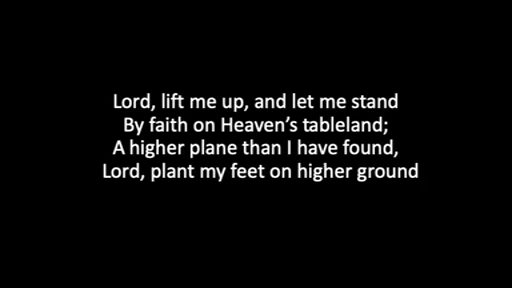 Lord, lift me up, and let me stand
By faith on Heaven’s tableland;
A higher plane than I have found,
Lord, plant my feet on higher ground